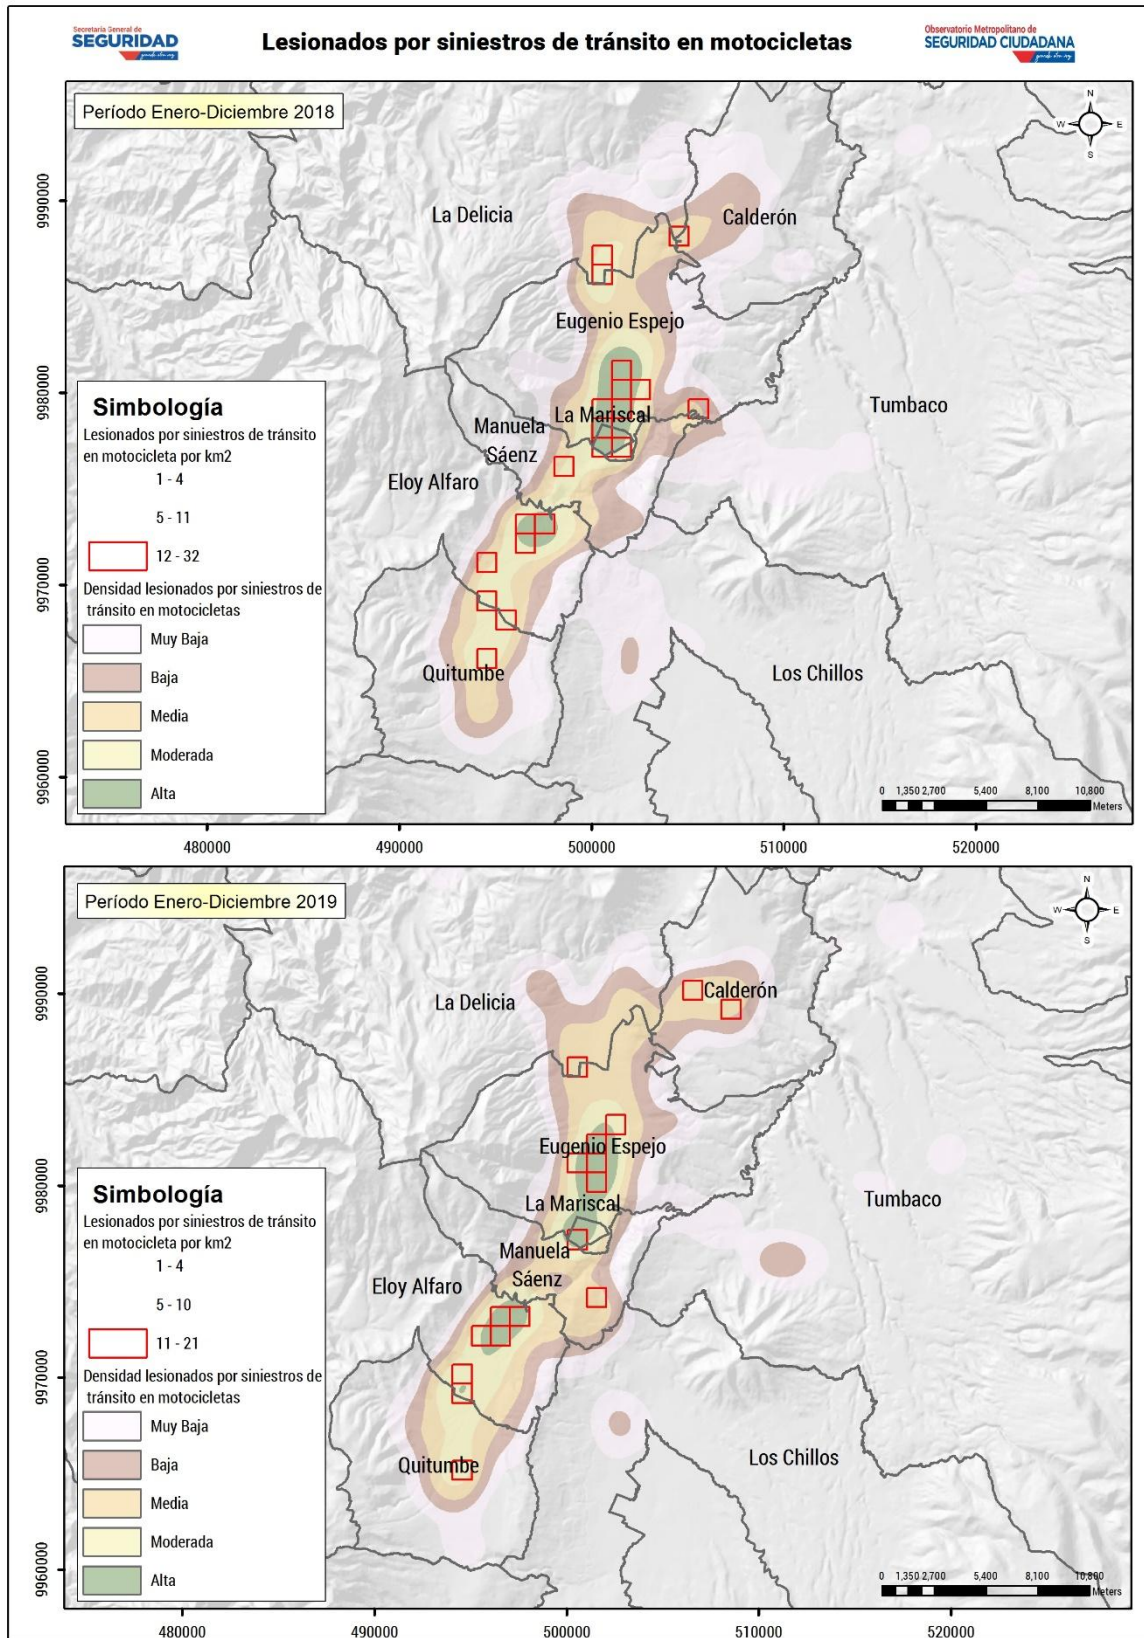 Secretaría General de
SEGURIDAD
grande otra vez
Lesionados por siniestros de tránsito en motocicletas
Observatorio Metropolitano de
SEGURIDAD CIUDADANA
grande otra vez
Período Enero-Diciembre 2018
N
W
E
S
La Delicia
Calderón
Eugenio Espejo
La Mariscal
Manuela
Sáenz
Tumbaco
Eloy Alfaro
Quitumbe
Los Chillos
9990000
9980000
9970000
9960000
Simbología
Lesionados por siniestros de tránsito
en motocicleta por km2
1 - 4
5 - 11
12 - 32
Densidad lesionados por siniestros de
tránsito en motocicletas
Muy Baja
Baja
Media
Moderada
Alta
0 1,350 2,700 5,400 8,100 10,800
Meters
480000 490000 500000 510000 520000
Período Enero-Diciembre 2019
N
W
E
S
La Delicia
Calderón
Eugenio Espejo
La Mariscal
Manuela
Sáenz
Tumbaco
Eloy Alfaro
Quitumbe
Los Chillos
9990000
9980000
9970000
9960000
Simbología
Lesionados por siniestros de tránsito
en motocicleta por km2
1 - 4
5 - 10
11 - 21
Densidad lesionados por siniestros de
tránsito en motocicletas
Muy Baja
Baja
Media
Moderada
Alta
0 1,350 2,700 5,400 8,100 10,800
Meters
480000 490000 500000 510000 520000